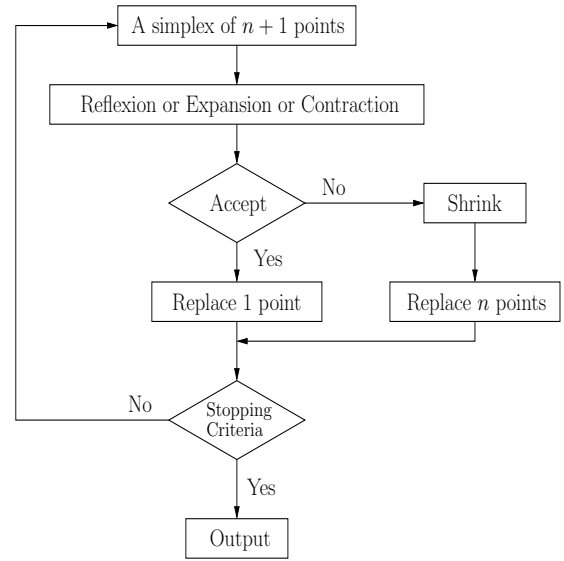 A simplex of n + 1 points
Reflexion or Expansion or Contraction
Accept
No
Shrink
Yes
Replace 1 point
Replace n points
No
Stopping
Criteria
Yes
Output